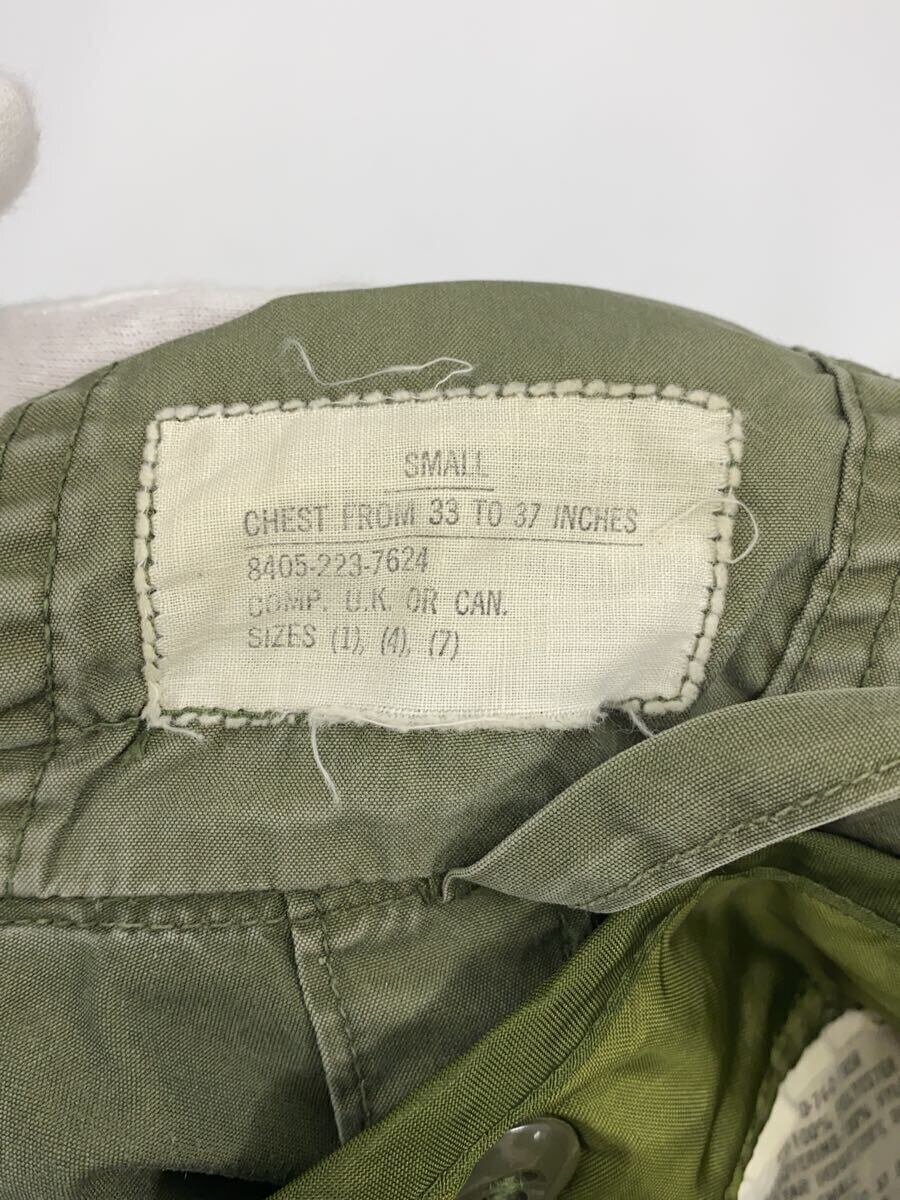 SMALL
CHEST FROM 33 TO 37 INCHES
8405-223-7624
COMP. U.K. OR CAN.
SIZES (1), (4), (7)